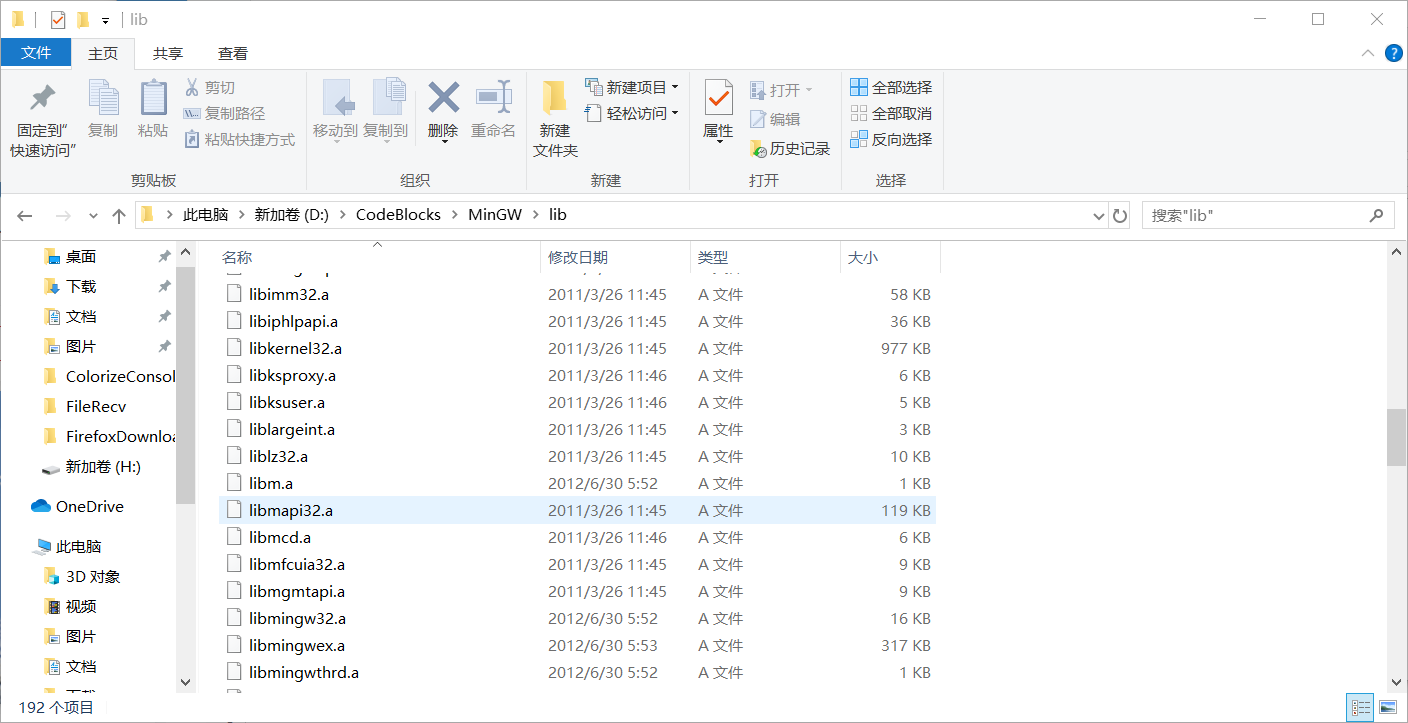 lib
文件 主页 共享 查看
固定到"快速访问"
复制
粘贴
剪切
复制路径
粘贴快捷方式
剪贴板
移动到
复制到
删除
重命名
组织
新建文件夹
新建项目
轻松访问
新建
属性
打开
编辑
历史记录
打开
全部选择
全部取消
反向选择
选择
此电脑 > 新加卷 (D:) > CodeBlocks > MinGW > lib
搜索"lib"
桌面
下载
文档
图片
ColorizeConsol
FileRecv
FirefoxDownloa
新加卷 (H:)
OneDrive
此电脑
3D 对象
视频
图片
文档
名称 修改日期 类型 大小
libimm32.a 2011/3/26 11:45 A 文件 58 KB
libiphlpapi.a 2011/3/26 11:45 A 文件 36 KB
libkernel32.a 2011/3/26 11:45 A 文件 977 KB
libksproxy.a 2011/3/26 11:46 A 文件 6 KB
libksuser.a 2011/3/26 11:46 A 文件 5 KB
liblargeint.a 2011/3/26 11:45 A 文件 3 KB
liblz32.a 2011/3/26 11:45 A 文件 10 KB
libm.a 2012/6/30 5:52 A 文件 1 KB
libmapi32.a 2011/3/26 11:45 A 文件 119 KB
libmcd.a 2011/3/26 11:46 A 文件 6 KB
libmfcuia32.a 2011/3/26 11:45 A 文件 9 KB
libmgmtapi.a 2011/3/26 11:45 A 文件 9 KB
libmingw32.a 2012/6/30 5:52 A 文件 16 KB
libmingwex.a 2012/6/30 5:53 A 文件 317 KB
libmingwthrd.a 2012/6/30 5:52 A 文件 1 KB
192 个项目